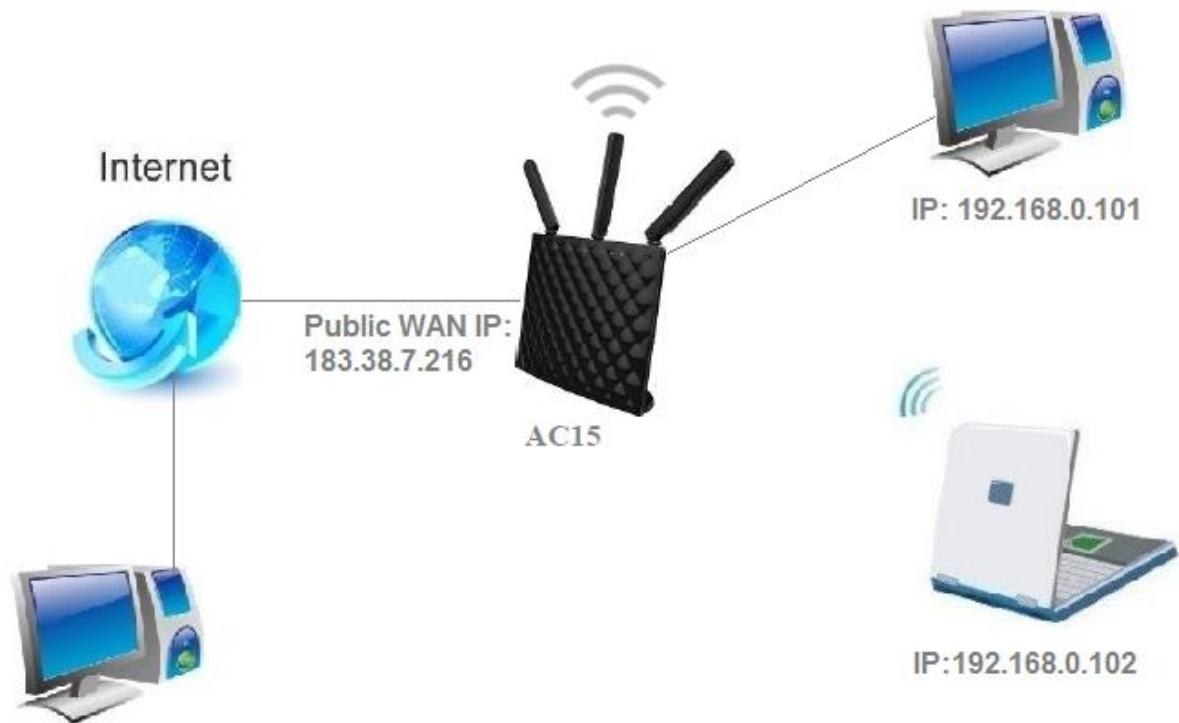 Internet
IP: 192.168.0.101
Public WAN IP:
183.38.7.216
AC15
IP:192.168.0.102